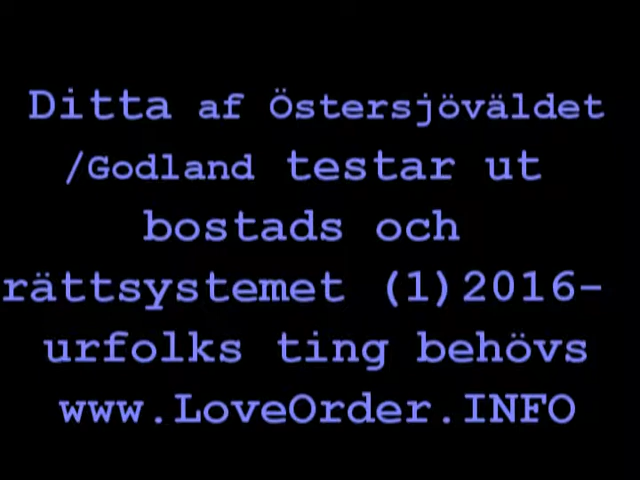 Ditta af Östersjöväldet
/Godland testar ut
bostads och
rättsystemet (1)2016-
urfolks ting behövs
www.LoveOrder.INFO